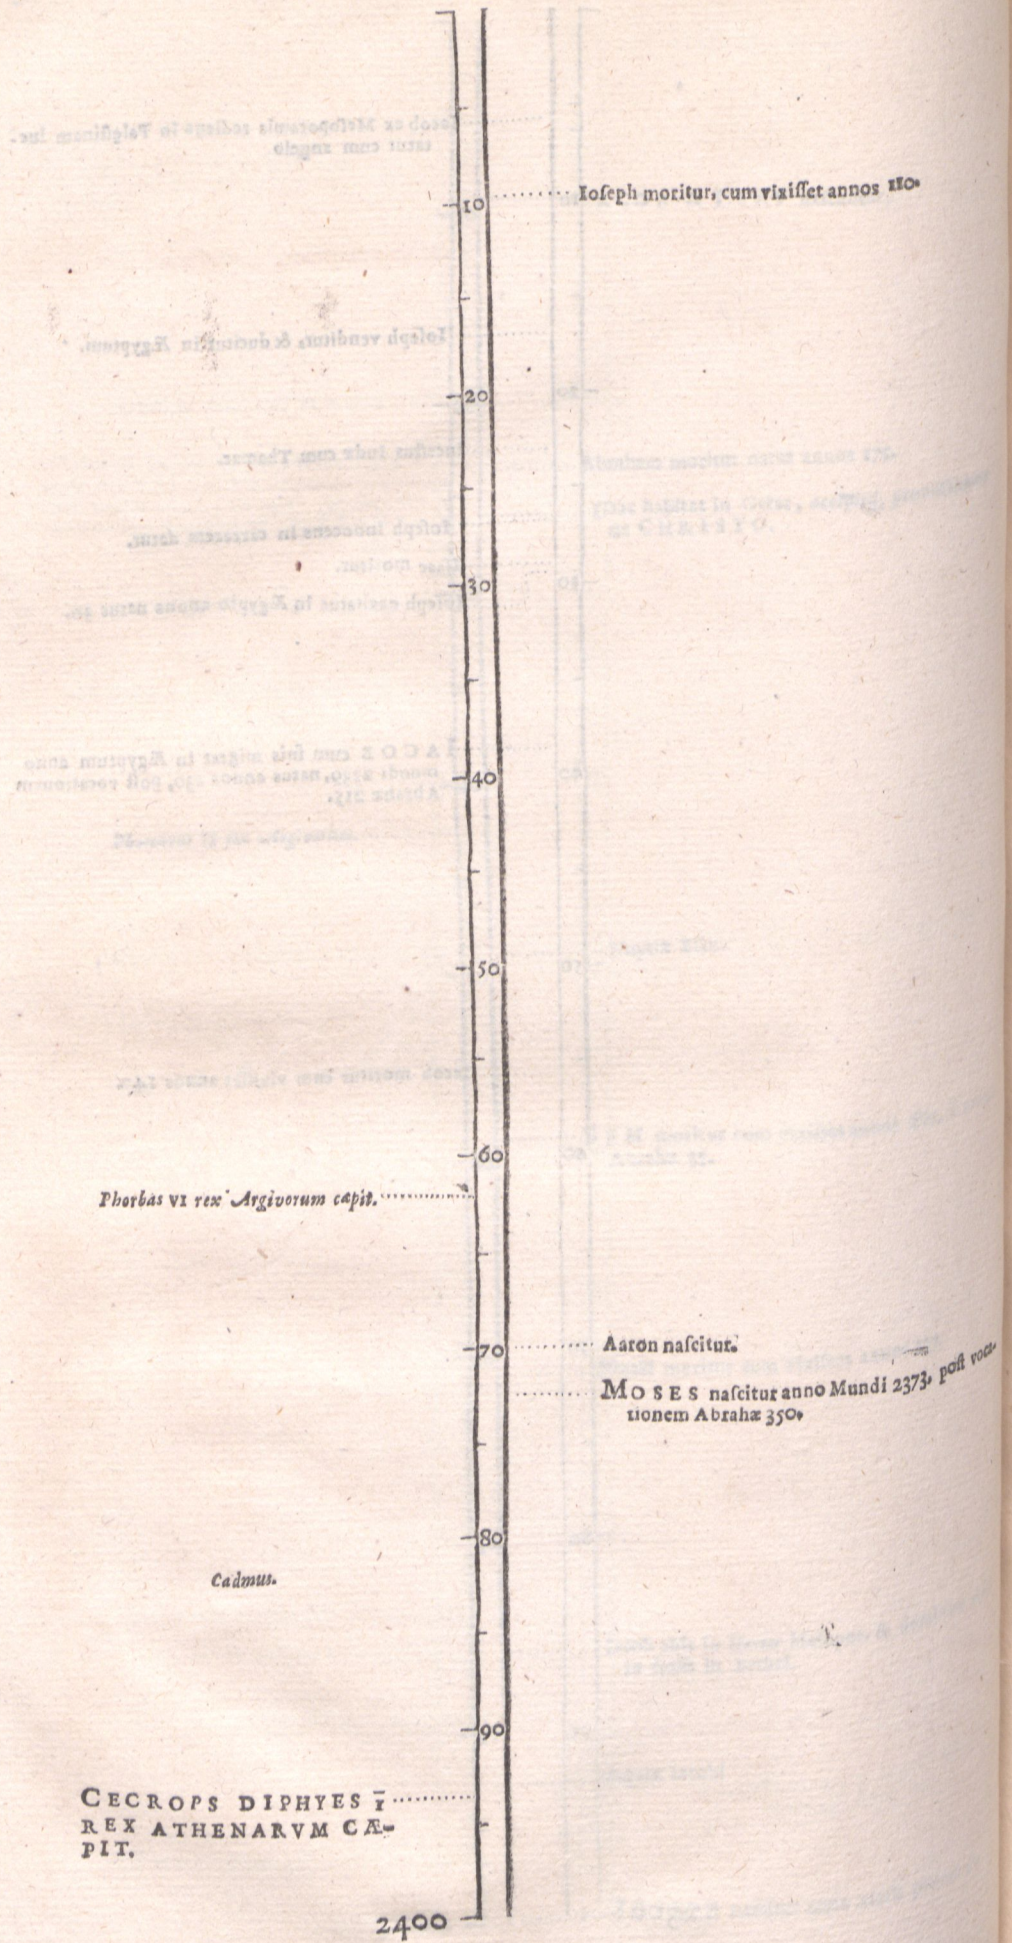 Ioſeph moritur, cum vixiſſet annos 110.
10
20
30
40
50
60
Phorbas VI rex Argivorum cæpit.
70
Aaron naſcitur.
MOSES naſcitur anno Mundi 2373, poſt voca-
tionem Abrahæ 350.
80
Cadmus.
90
CECROPS DIPHYES I
REX ATHENARVM CÆ-
PIT.
2400